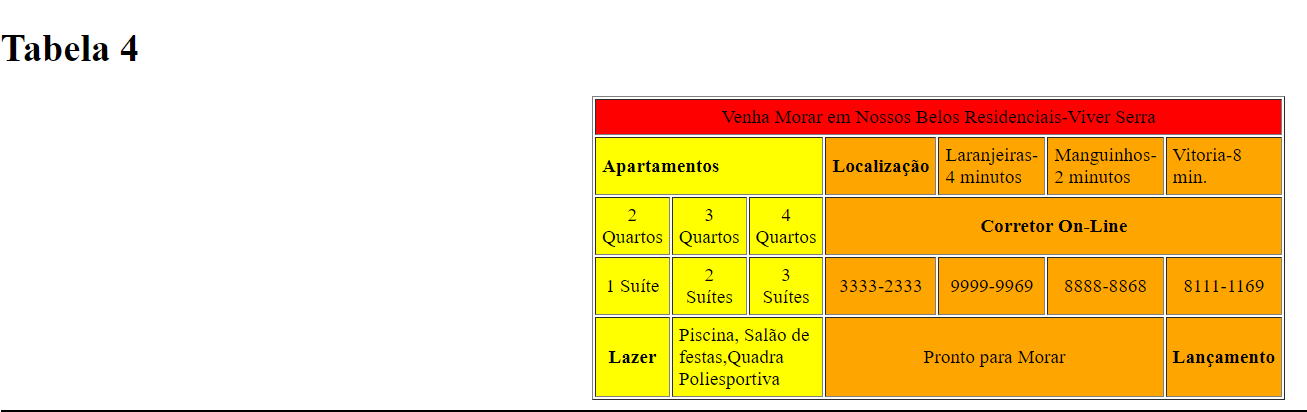 Tabela 4
Venha Morar em Nossos Belos Residenciais-Viver Serra
Apartamentos
Localização
Laranjeiras-
4 minutos
Manguinhos-
2 minutos
Vitoria-8
min.
2
Quartos
3
Quartos
4
Quartos
Corretor On-Line
1 Suíte
2
Suítes
3
Suítes
3333-2333
9999-9969
8888-8868
8111-1169
Lazer
Piscina, Salão de
festas,Quadra
Poliesportiva
Pronto para Morar
Lançamento